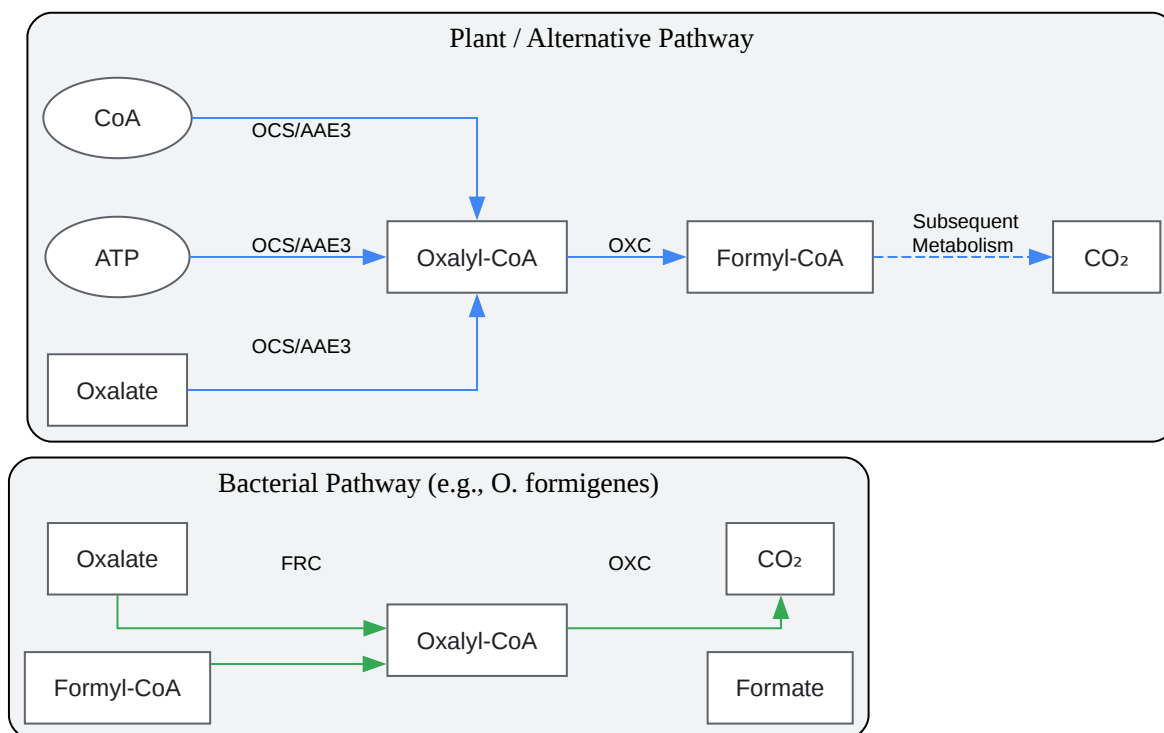 Plant / Alternative Pathway
CoA
OCS/AAE3
ATP
OCS/AAE3
Oxalyl-CoA
OXC
Formyl-CoA
Subsequent
Metabolism
CO₂
OCS/AAE3
Oxalate
Bacterial Pathway (e.g., O. formigenes)
Oxalate
FRC
OXC
CO₂
Oxalyl-CoA
Formyl-CoA
Formate